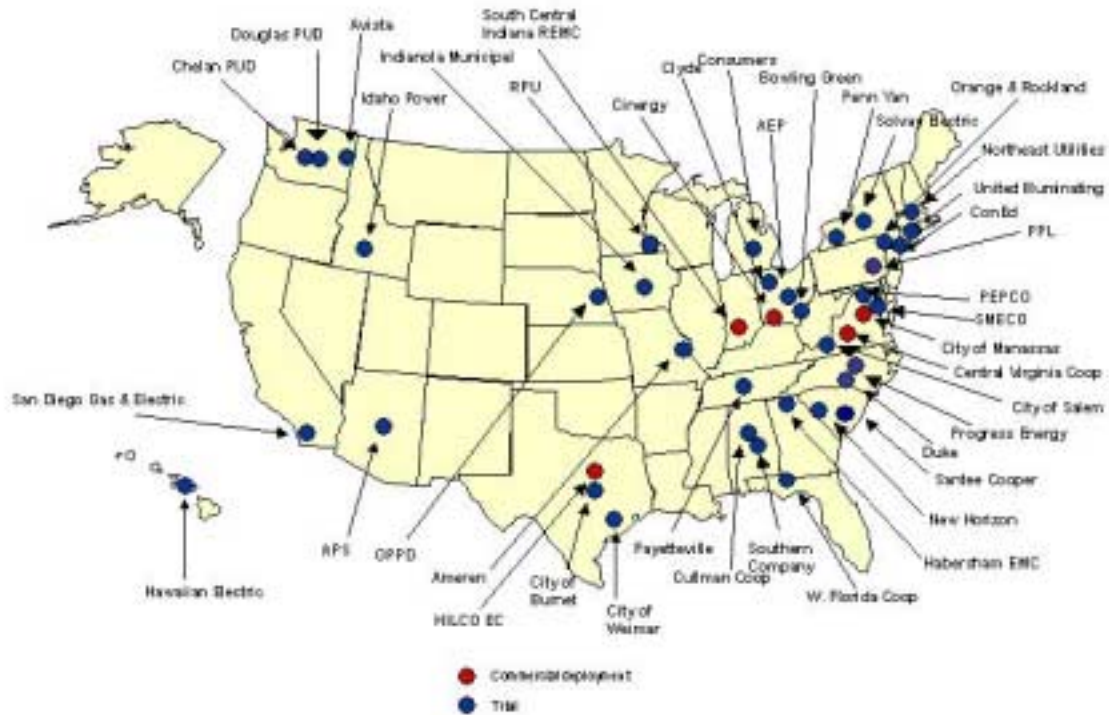 South Central
Indiana REMC
Avista
Douglas PUD
Consumers
Indianola Municipal
Clyde
Bowling Green
Chelan PUD
RPU
Orange & Rockland
Penn Yan
Idaho Power
Cinergy
AEP
Solvay Electric
Northeast Utilities
United Illuminating
ConEd
PPL
PEPCO
SMECO
City of Manassas
Central Virginia Coop
San Diego Gas & Electric
City of Salem
Progress Energy
Duke
Santee Cooper
New Horizon
APS
OPPD
Fayetteville
Southern
Company
Habersham EMC
Ameren
Cullman Coop
City of
Burnet
Hawaiian Electric
W. Florida Coop
HILCO EC
City of
Weimar
Commercial deployment
Trial